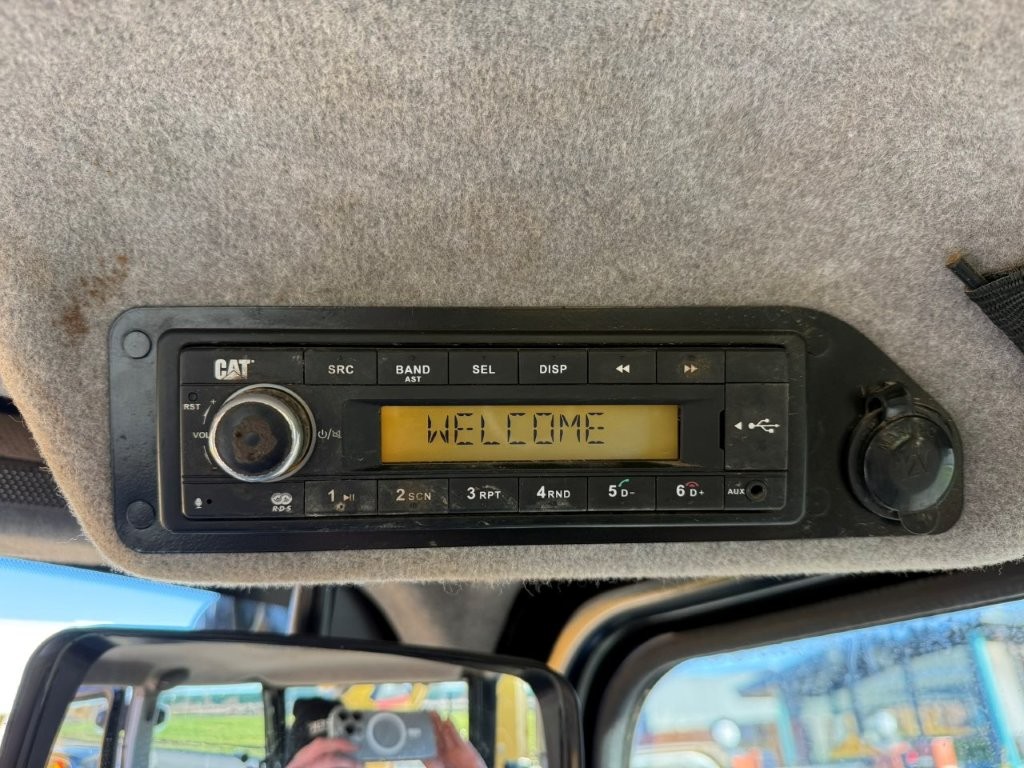 CAT
SRC
BAND
AST
SEL
DISP
RST
VOL
WELCOME
RDS
1
2 SCN
3 RPT
4 RND
5 D-
6 D+
AUX